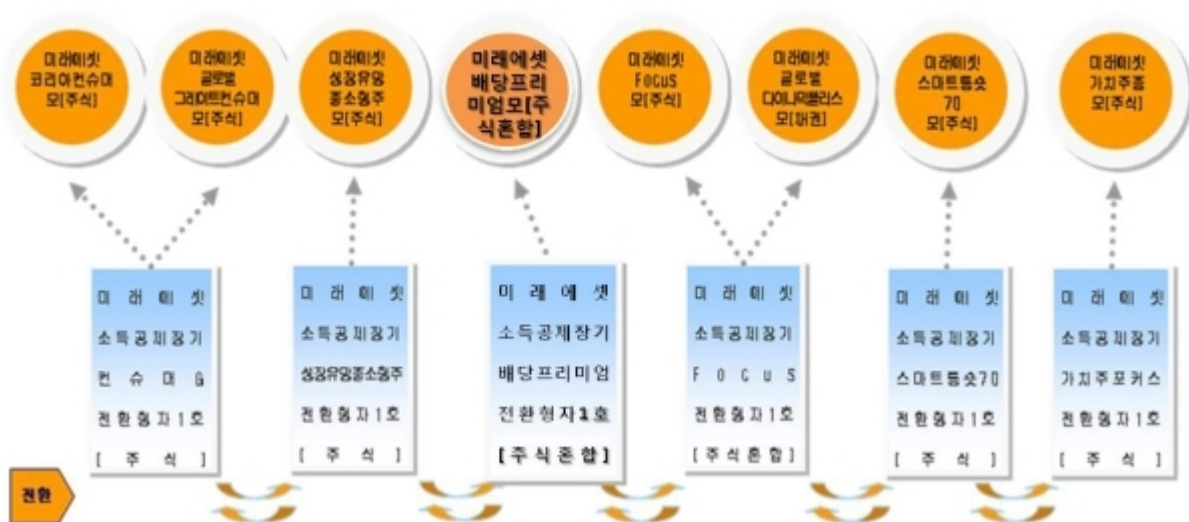 미래에셋
코리아컨슈머
모[주식]
미래에셋
글로벌
그레이트컨슈머
모[주식]
미래에셋
성장유망
중소형주
모[주식]
미래에셋
배당프리
미엄모[주
식혼합]
미래에셋
FOCUS
모[주식]
미래에셋
글로벌
다이나믹플러스
모[채권]
미래에셋
스마트롱숏
70
모[주식]
미래에셋
가치주중
모[주식]
미 래 에 셋
소득공제장기
컨 슈 머 G
전환형자1호
[ 주 식 ]
미 래 에 셋
소득공제장기
성장유망중소형주
전환형자1호
[ 주 식 ]
미 래 에 셋
소득공제장기
배당프리미엄
전환형자1호
[주식혼합]
미 래 에 셋
소득공제장기
F O C U S
전환형자1호
[주식혼합]
미 래 에 셋
소득공제장기
스마트롱숏70
전환형자1호
[ 주 식 ]
미 래 에 셋
소득공제장기
가치주포커스
전환형자1호
[ 주 식 ]
전환